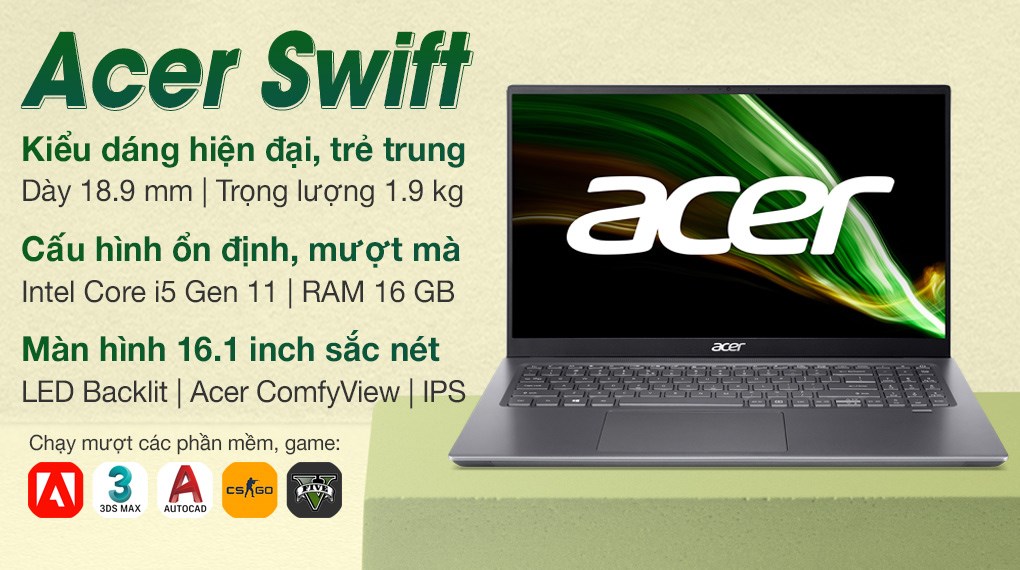 Acer Swift
Kiểu dáng hiện đại, trẻ trung
Dày 18.9 mm | Trọng lượng 1.9 kg
Cấu hình ổn định, mượt mà
Intel Core i5 Gen 11 | RAM 16 GB
Màn hình 16.1 inch sắc nét
LED Backlit | Acer ComfyView | IPS
Chạy mượt các phần mềm, game:
3
3DS MAX
A
AUTOCAD
CS GO
V
FIVE
acer
acer